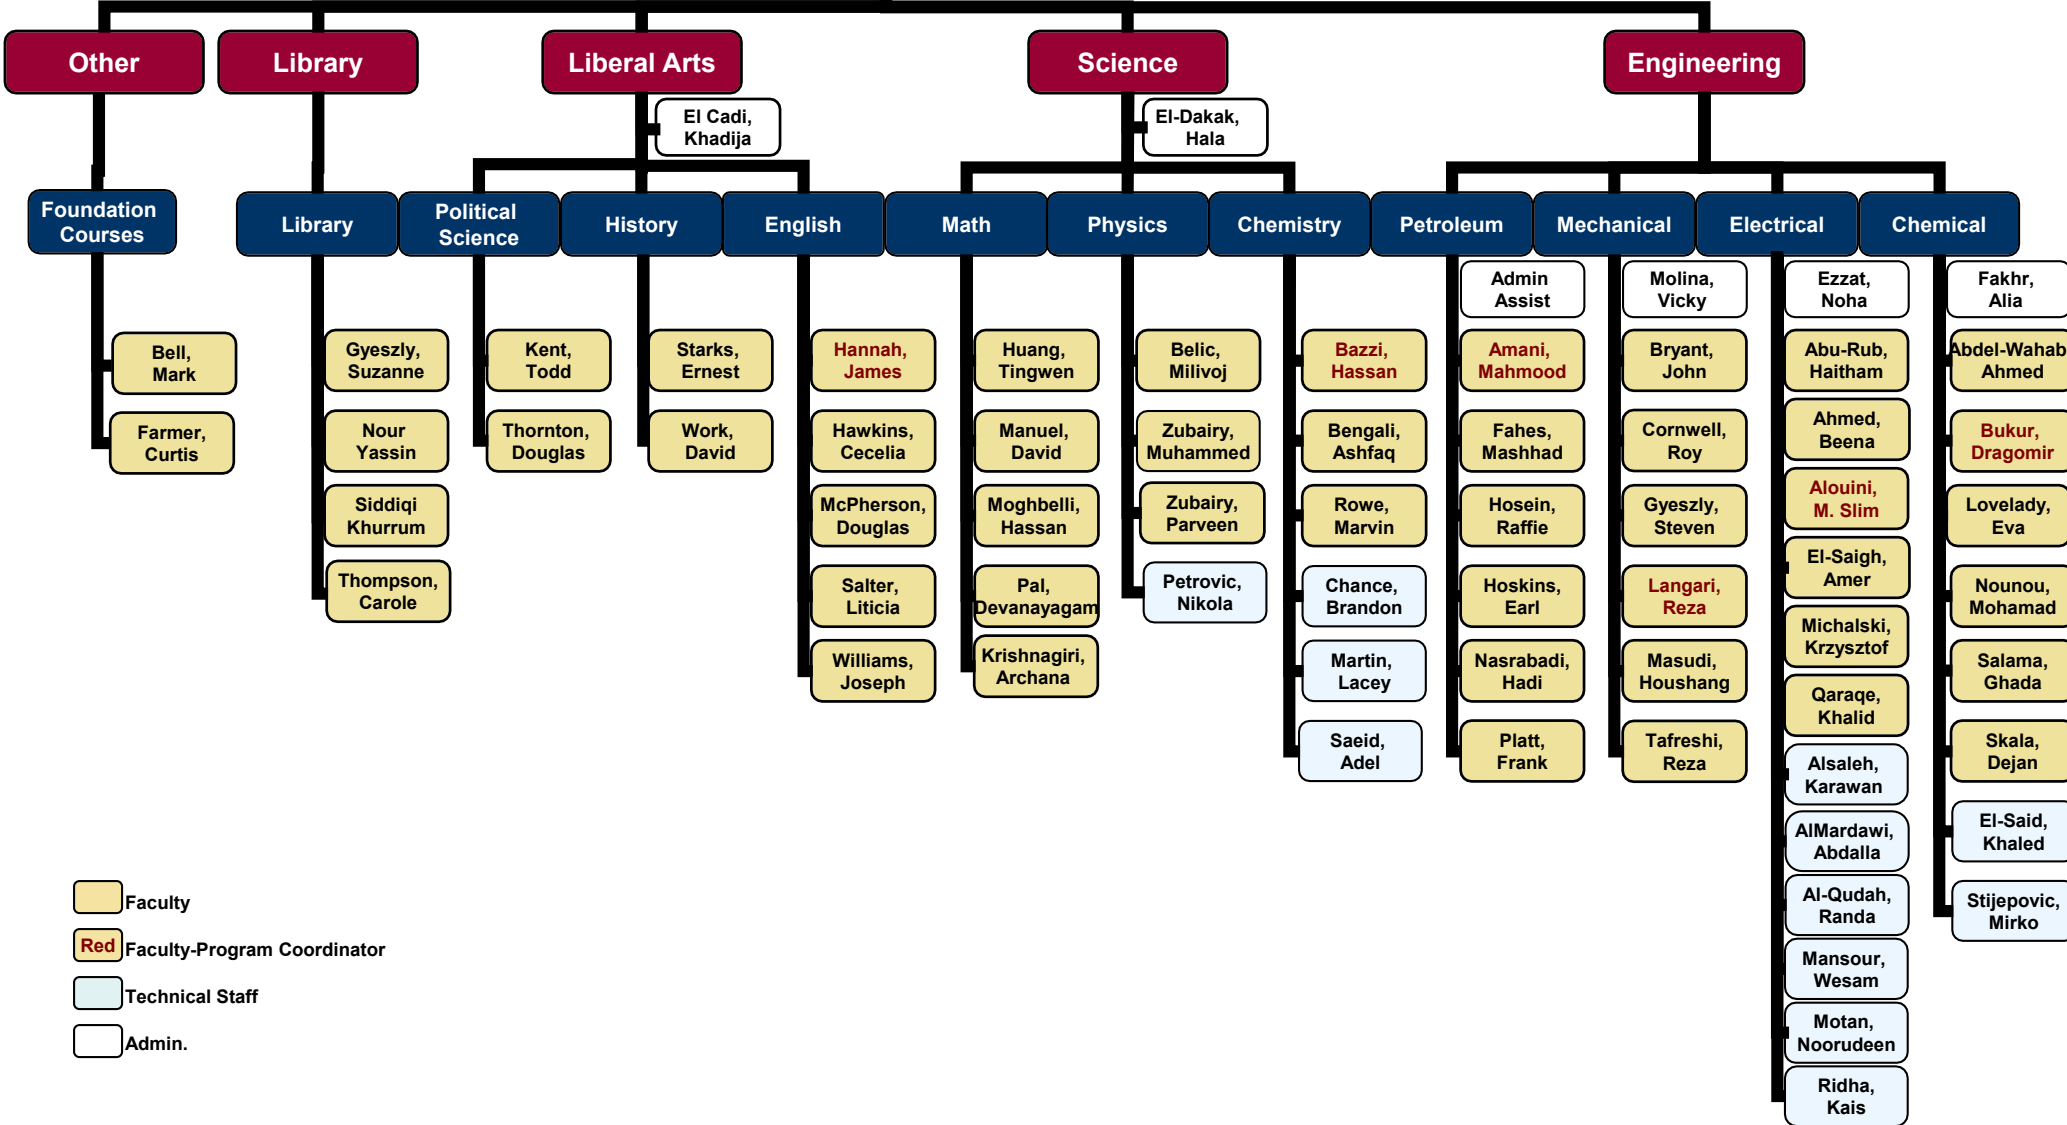 Other
Library
Liberal Arts
Science
Engineering
El Cadi,
Khadija
El-Dakak,
Hala
Foundation
Courses
Library
Political
Science
History
English
Math
Physics
Chemistry
Petroleum
Mechanical
Electrical
Chemical
Bell,
Mark
Farmer,
Curtis
Gyeszly,
Suzanne
Nour
Yassin
Siddiqi
Khurrum
Thompson,
Carole
Kent,
Todd
Thornton,
Douglas
Starks,
Ernest
Work,
David
Hannah,
James
Hawkins,
Cecelia
McPherson,
Douglas
Salter,
Liticia
Williams,
Joseph
Huang,
Tingwen
Manuel,
David
Moghbelli,
Hassan
Pal,
Devanayagam
Krishnagiri,
Archana
Belic,
Milivoj
Zubairy,
Muhammed
Zubairy,
Parveen
Petrovic,
Nikola
Bazzi,
Hassan
Bengali,
Ashfaq
Rowe,
Marvin
Chance,
Brandon
Martin,
Lacey
Saeid,
Adel
Admin
Assist
Amani,
Mahmood
Fahes,
Mashhad
Hosein,
Raffie
Hoskins,
Earl
Nasrabadi,
Hadi
Platt,
Frank
Molina,
Vicky
Bryant,
John
Cornwell,
Roy
Gyeszly,
Steven
Langari,
Reza
Masudi,
Houshang
Tafreshi,
Reza
Ezzat,
Noha
Abu-Rub,
Haitham
Ahmed,
Beena
Alouini,
M. Slim
El-Saigh,
Amer
Michalski,
Krzysztof
Qaraqe,
Khalid
Alsaleh,
Karawan
AlMardawi,
Abdalla
Al-Qudah,
Randa
Mansour,
Wesam
Motan,
Noorudeen
Ridha,
Kais
Fakhr,
Alia
Abdel-Wahab,
Ahmed
Bukur,
Dragomir
Lovelady,
Eva
Nounou,
Mohamad
Salama,
Ghada
Skala,
Dejan
El-Said,
Khaled
Stijepovic,
Mirko
Faculty
Red Faculty-Program Coordinator
Technical Staff
Admin.